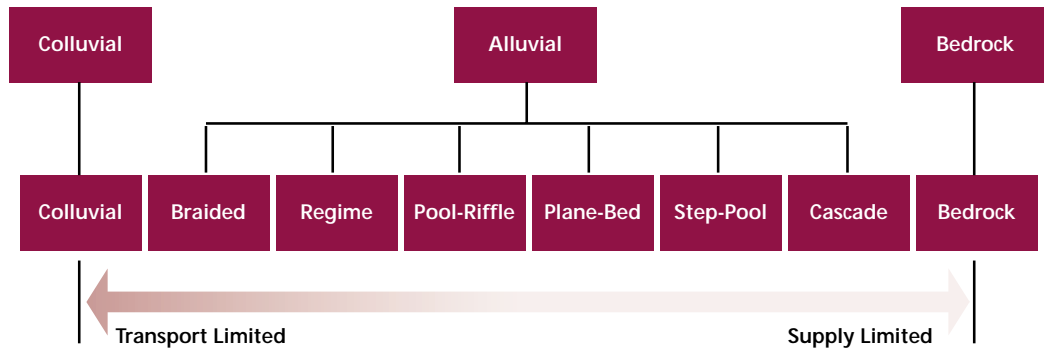 Colluvial Alluvial Bedrock
Colluvial Braided Regime Pool-Riffle Plane-Bed Step-Pool Cascade Bedrock
Transport Limited Supply Limited